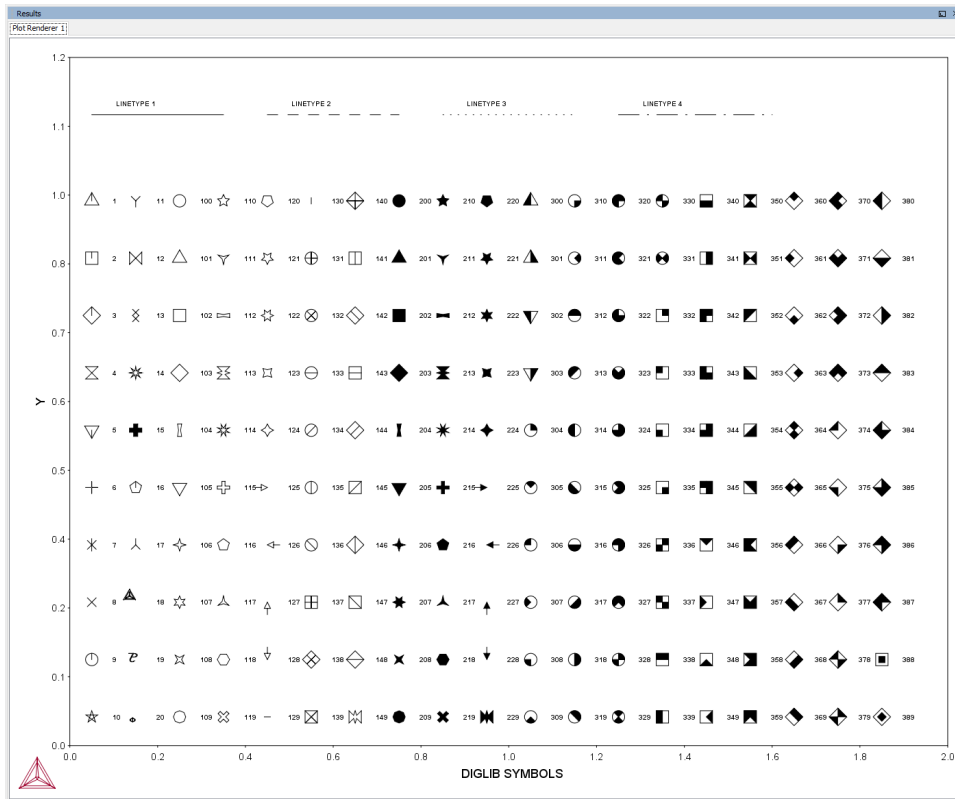 Results
Plot Renderer 1
1.2
LINETYPE 1 LINETYPE 2 LINETYPE 3 LINETYPE 4
1.1
1.0 1 11 100 110 120 130 140 200 210 220 300 310 320 330 340 350 360 370 380
0.8 2 12 101 111 121 131 141 201 211 221 301 311 321 331 341 351 361 371 381
3 13 102 112 122 132 142 202 212 222 302 312 322 332 342 352 362 372 382
0.7
4 14 103 113 123 133 143 203 213 223 303 313 323 333 343 353 363 373 383
0.6
Y
5 15 104 114 124 134 144 204 214 224 304 314 324 334 344 354 364 374 384
0.5
6 16 105 115 125 135 145 205 215 225 305 315 325 335 345 355 365 375 385
0.4 7 17 106 116 126 136 146 206 216 226 306 316 326 336 346 356 366 376 386
0.2 8 18 107 117 127 137 147 207 217 227 307 317 327 337 347 357 367 377 387
9 19 108 118 128 138 148 208 218 228 308 318 328 338 348 358 368 378 388
0.1
10 20 109 119 129 139 149 209 219 229 309 319 329 339 349 359 369 379 389
0.0
0.0 0.2 0.4 0.6 0.8 1.0 1.2 1.4 1.6 1.8 2.0
DIGLIB SYMBOLS